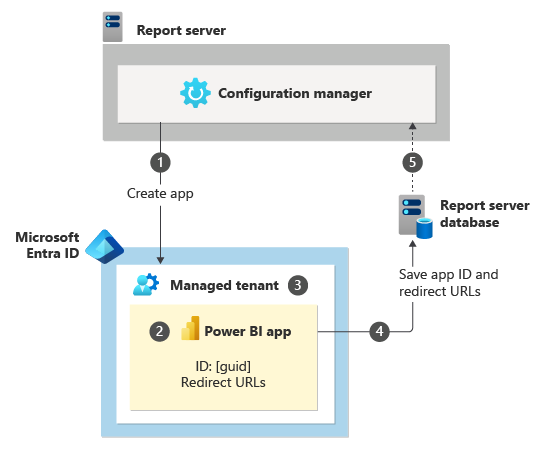 Report server
Configuration manager
1
5
Create app
Report server
database
Microsoft
Entra ID
Save app ID and
redirect URLs
Managed tenant 3
2 Power BI app
4
ID: [guid]
Redirect URLs